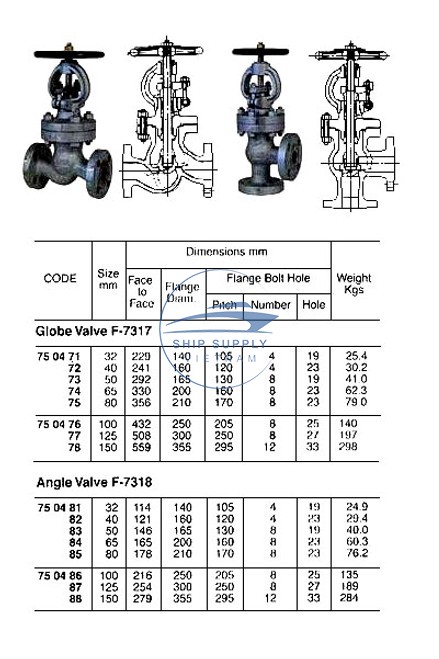 Dimensions mm
CODE Size mm Face to Face Flange Diam. Flange Bolt Hole Weight Kgs
Pitch Number Hole
Globe Valve F-7317
75 04 71 32 229 140 105 4 19 25.4
72 40 241 160 120 4 23 30.2
73 50 292 165 130 8 19 41.0
74 65 330 200 160 8 23 62.3
75 80 356 210 170 8 23 79.0
75 04 76 100 432 250 205 8 25 140
77 125 508 300 250 8 27 197
78 150 559 355 295 12 33 298
SHIP SUPPLY
VIETNAM
Angle Valve F-7318
75 04 81 32 114 140 105 4 19 24.9
82 40 121 160 120 4 23 29.4
83 50 146 165 130 8 19 40.0
84 65 165 200 160 8 23 60.3
85 80 178 210 170 8 23 76.2
75 04 86 100 216 250 205 8 25 135
87 125 254 300 250 8 27 189
88 150 279 355 295 12 33 284